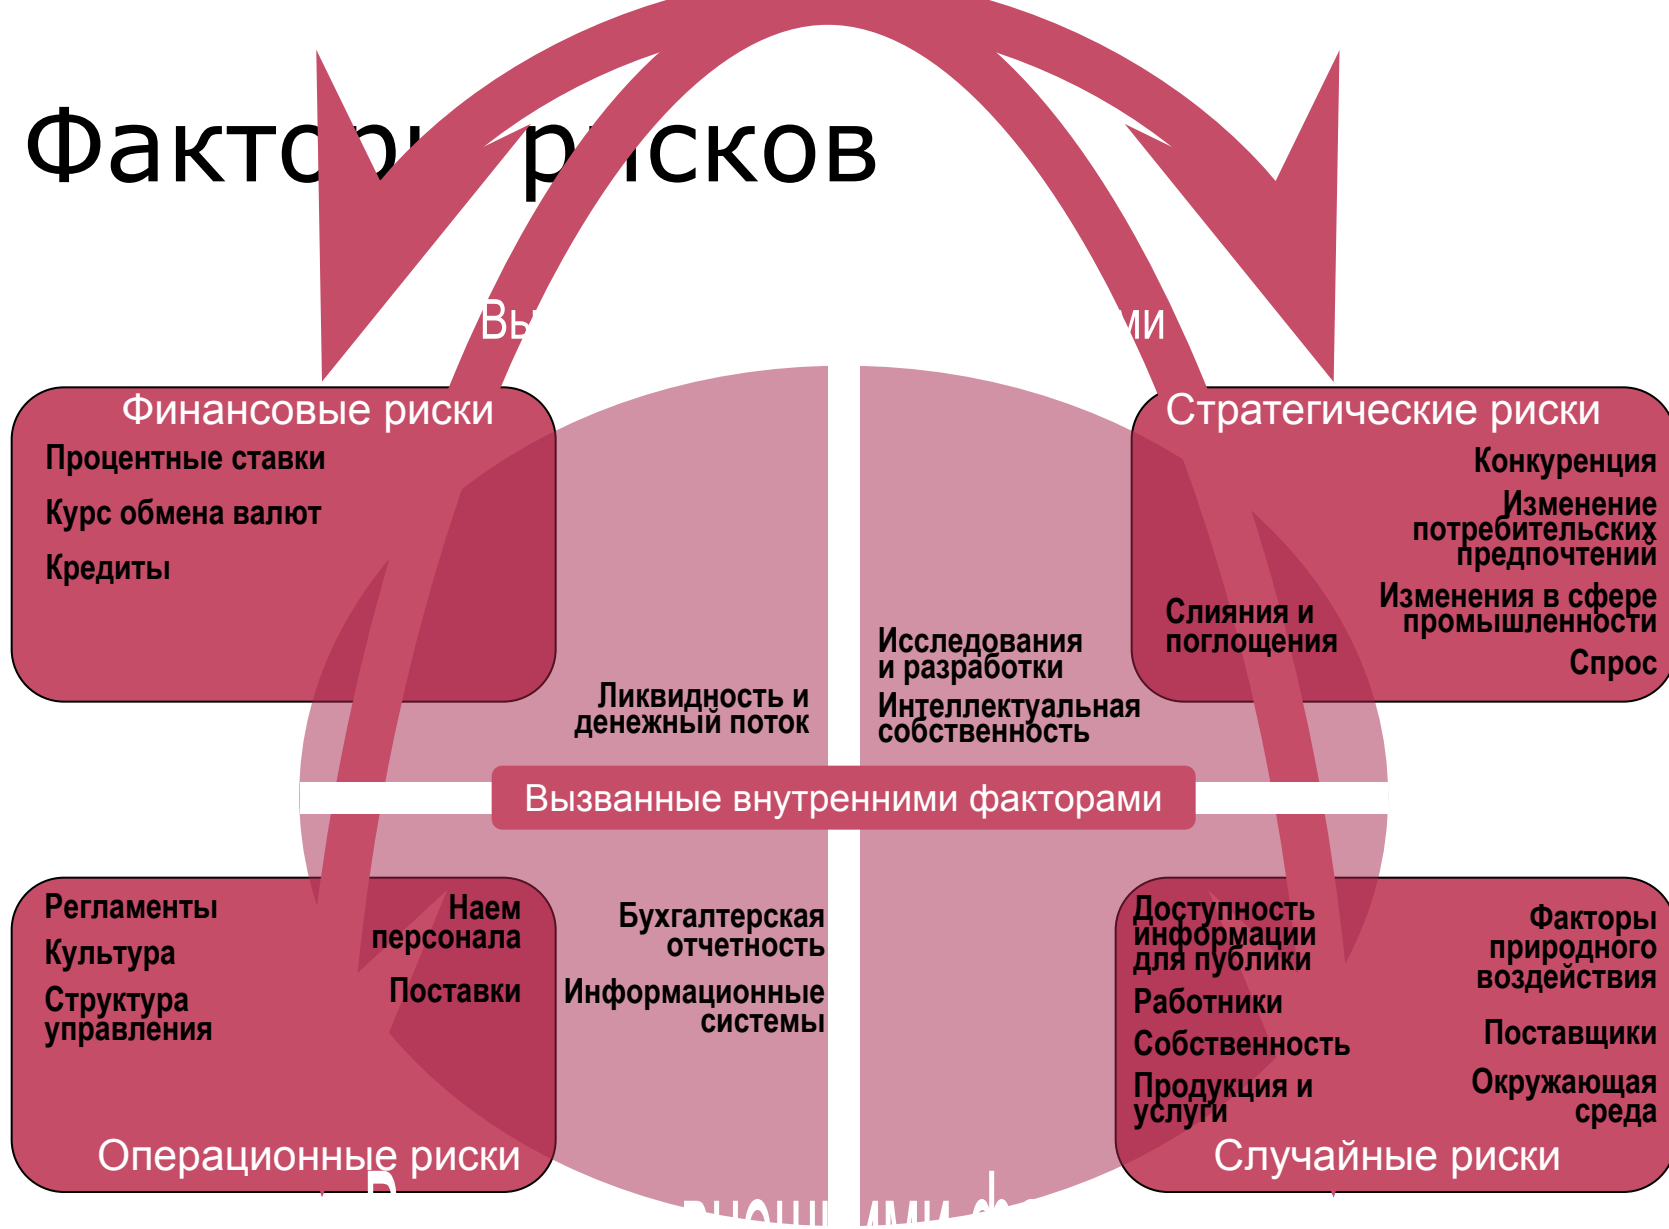 Факторы рисков
Финансовые риски
Процентные ставки
Курс обмена валют
Кредиты
Стратегические риски
Конкуренция
Изменение
потребительских
предпочтений
Изменения в сфере
промышленности
Спрос
Слияния и
поглощения
Исследования
и разработки
Интеллектуальная
собственность
Ликвидность и
денежный поток
Вызванные внутренними факторами
Регламенты
Культура
Структура
управления
Наем
персонала
Поставки
Бухгалтерская
отчетность
Информационные
системы
Операционные риски
Доступность
информации
для публики
Работники
Собственность
Продукция и
услуги
Факторы
природного
воздействия
Поставщики
Окружающая
среда
Случайные риски